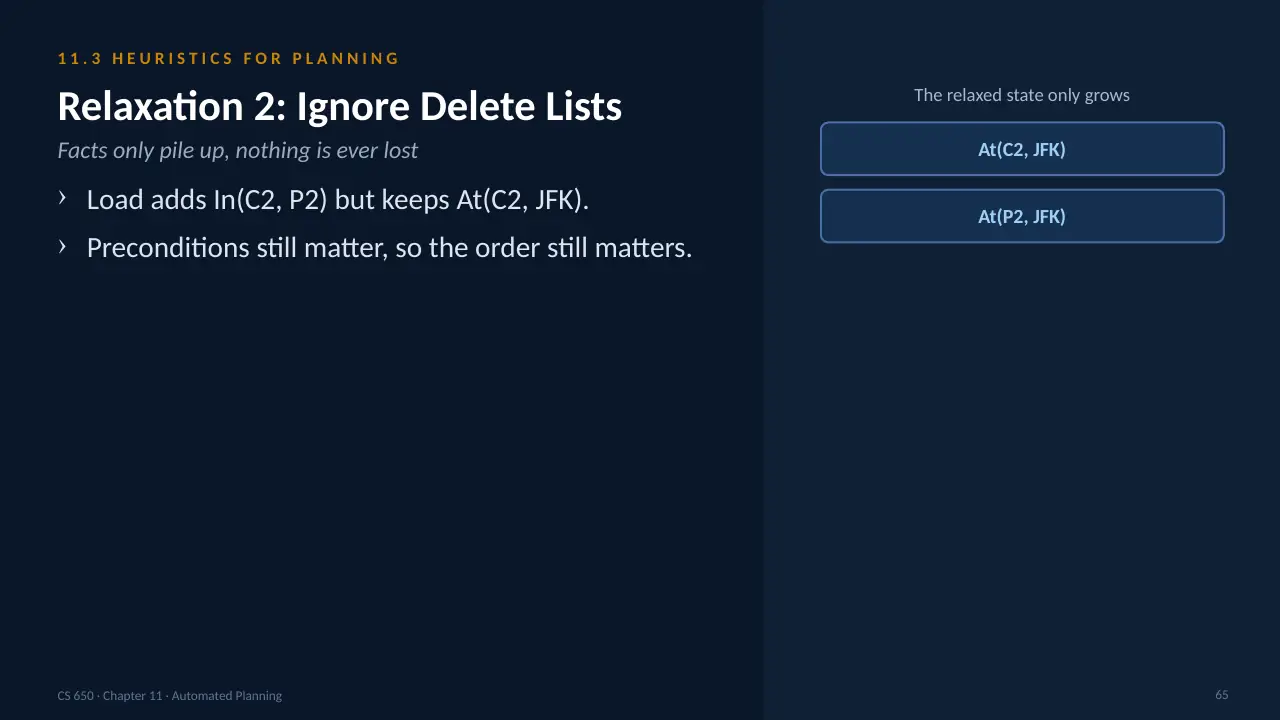 11.3 HEURISTICS FOR PLANNING
Relaxation 2: Ignore Delete Lists
Facts only pile up, nothing is ever lost
› Load adds In(C2, P2) but keeps At(C2, JFK).
› Preconditions still matter, so the order still matters.
The relaxed state only grows
At(C2, JFK)
At(P2, JFK)
CS 650 · Chapter 11 · Automated Planning
65